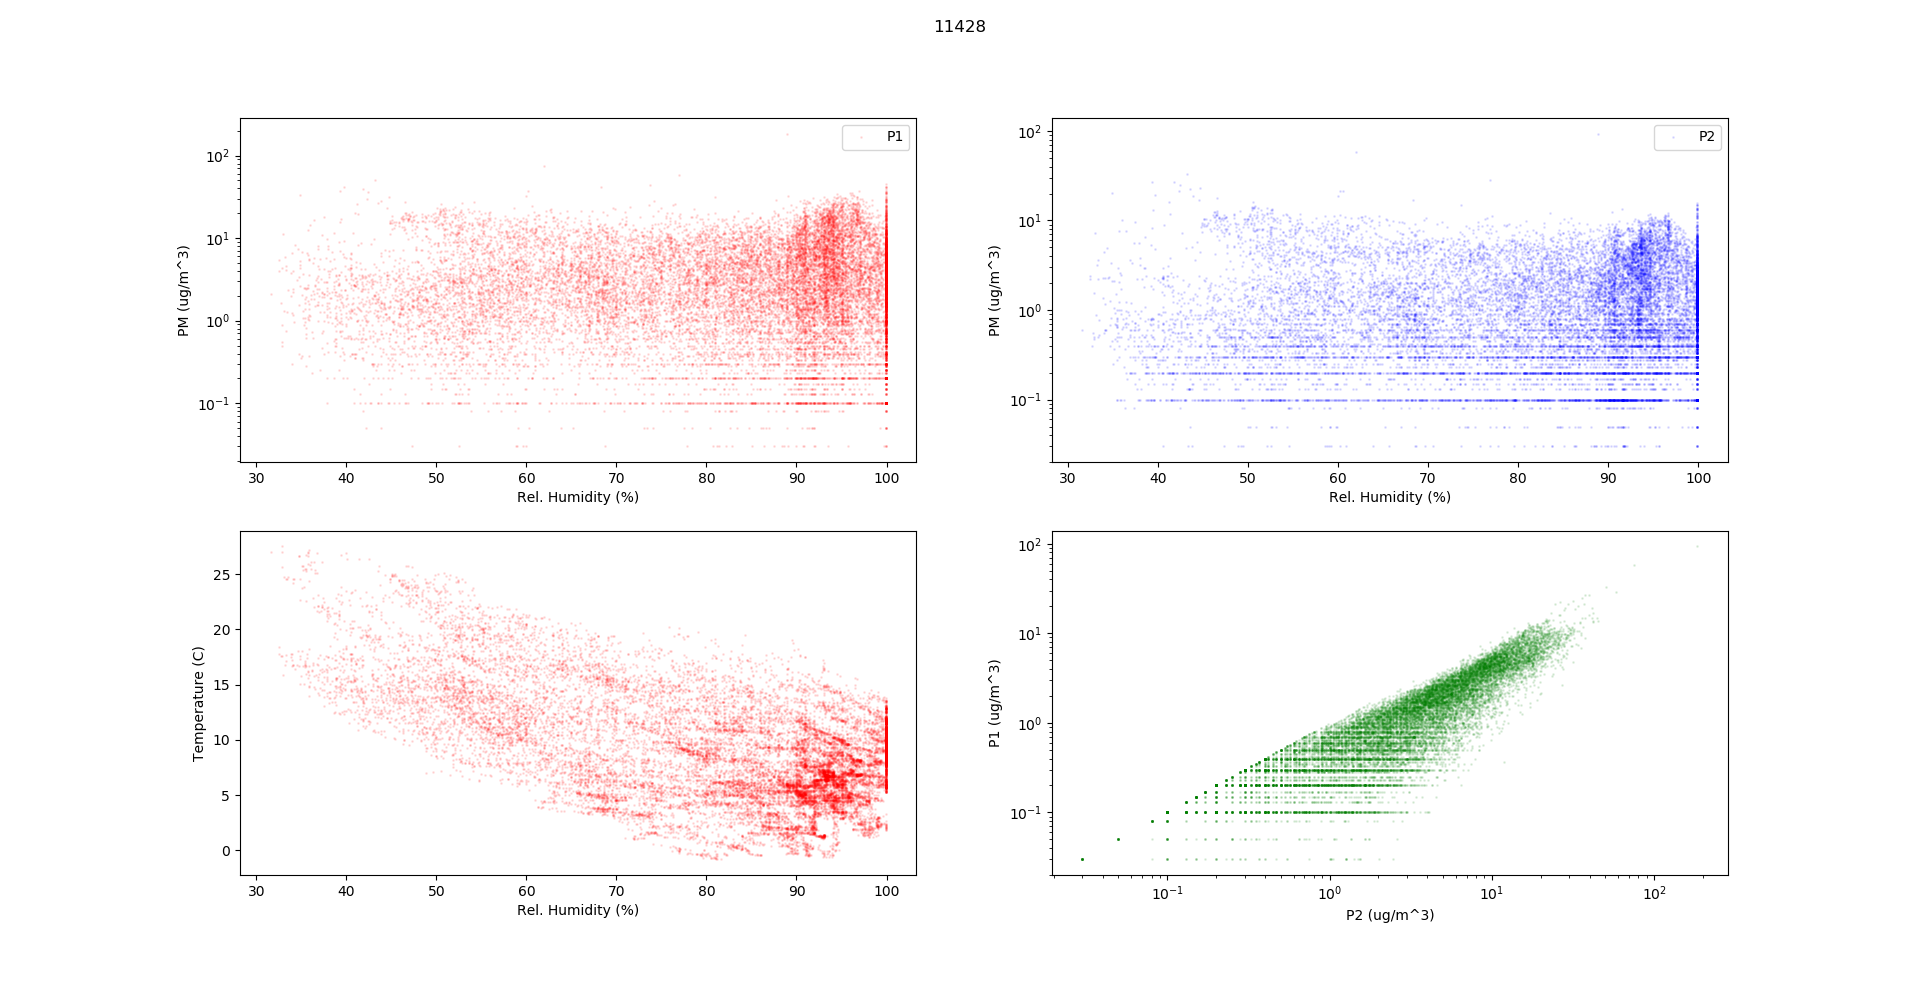 11428
P1
PM (ug/m^3)
10^2
10^1
10^0
10^-1
30 40 50 60 70 80 90 100
Rel. Humidity (%)
P2
PM (ug/m^3)
10^2
10^1
10^0
10^-1
30 40 50 60 70 80 90 100
Rel. Humidity (%)
Temperature (C)
25
20
15
10
5
0
30 40 50 60 70 80 90 100
Rel. Humidity (%)
P1 (ug/m^3)
10^2
10^1
10^0
10^-1
10^-1 10^0 10^1 10^2
P2 (ug/m^3)